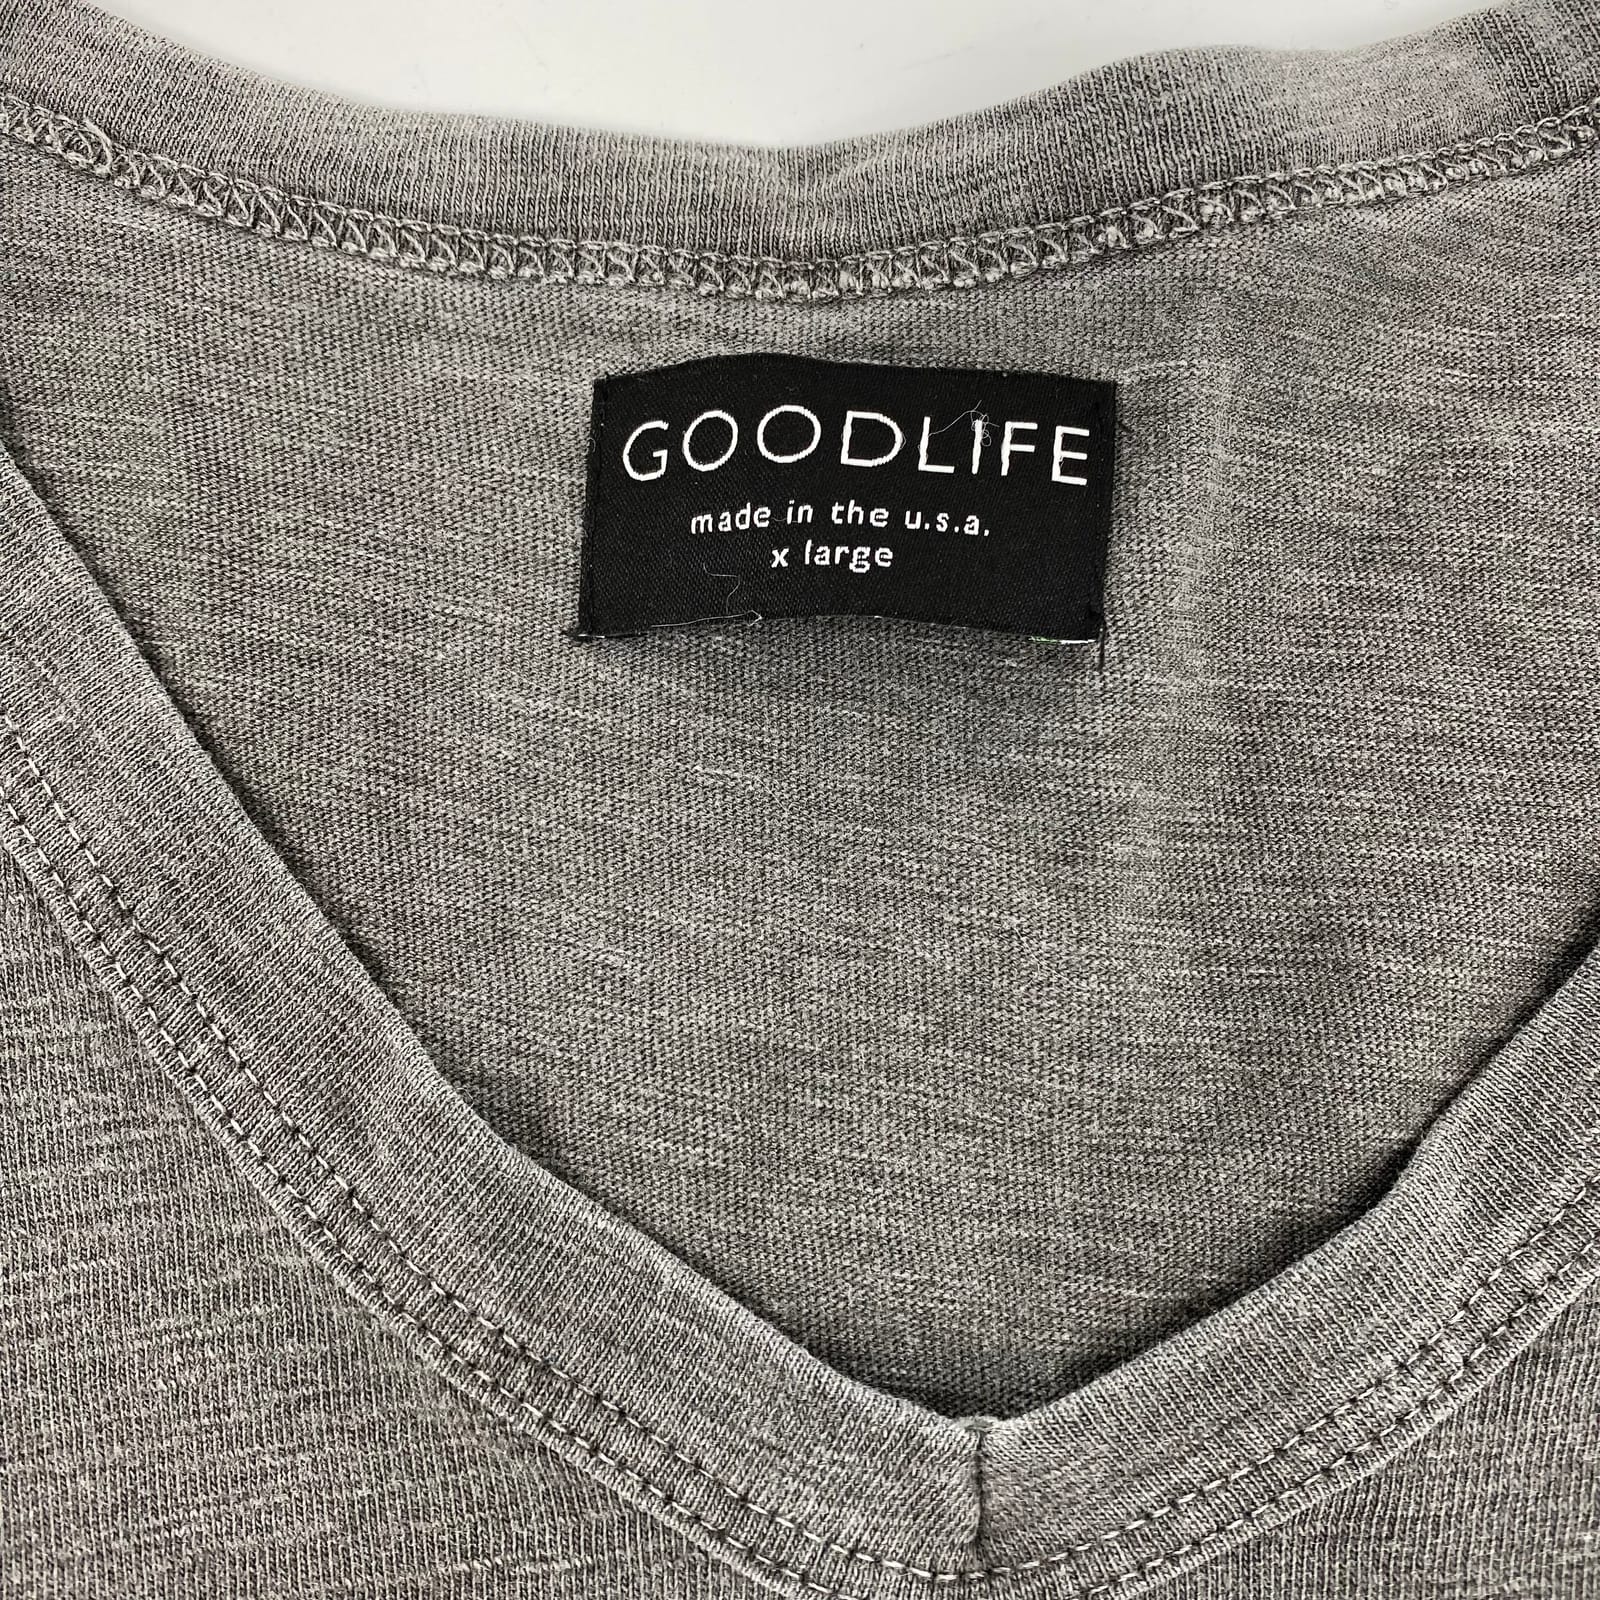 GOODLIFE
made in the u.s.a.
x large